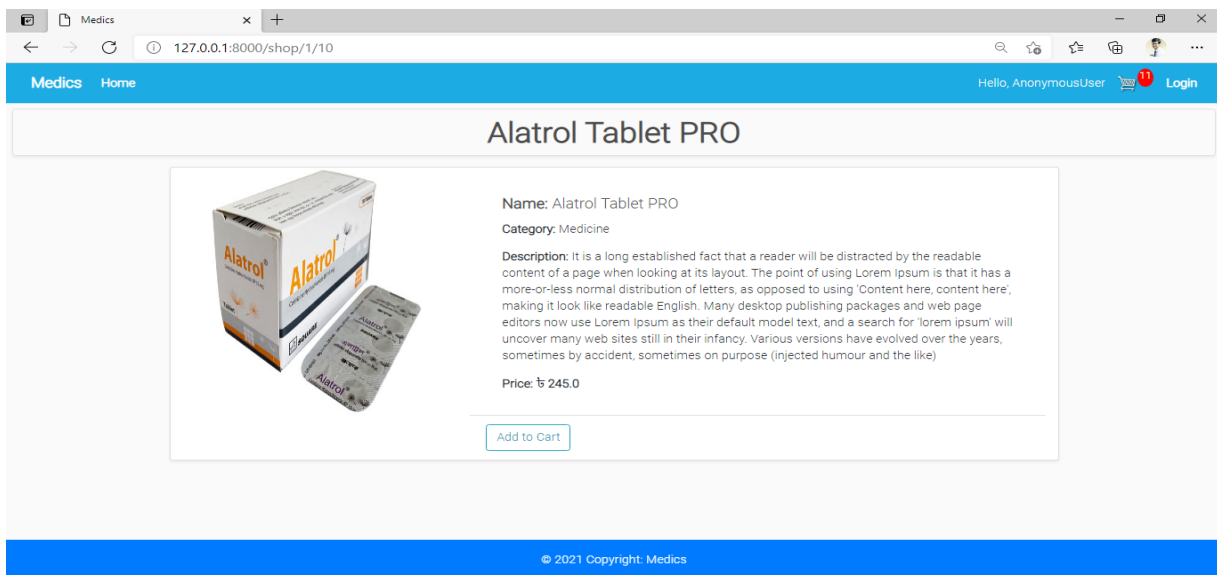 Medics
127.0.0.1:8000/shop/1/10
Medics Home Hello, AnonymousUser 11 Login
Alatrol Tablet PRO
Alatrol
Alatrol
Tablet
SQUARE
Alatrol
SQUARE
Alatrol
Name: Alatrol Tablet PRO
Category: Medicine
Description: It is a long established fact that a reader will be distracted by the readable
content of a page when looking at its layout. The point of using Lorem Ipsum is that it has a
more-or-less normal distribution of letters, as opposed to using 'Content here, content here',
making it look like readable English. Many desktop publishing packages and web page
editors now use Lorem Ipsum as their default model text, and a search for 'lorem ipsum' will
uncover many web sites still in their infancy. Various versions have evolved over the years,
sometimes by accident, sometimes on purpose (injected humour and the like)
Price: ৳ 245.0
Add to Cart
© 2021 Copyright: Medics